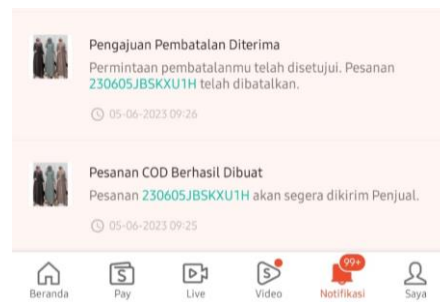 Pengajuan Pembatalan Diterima
Permintaan pembatalanmu telah disetujui. Pesanan
230605JBSKXU1H telah dibatalkan.
05-06-2023 09:26
Pesanan COD Berhasil Dibuat
Pesanan 230605JBSKXU1H akan segera dikirim Penjual.
05-06-2023 09:25
99+
Beranda Pay Live Video Notifikasi Saya